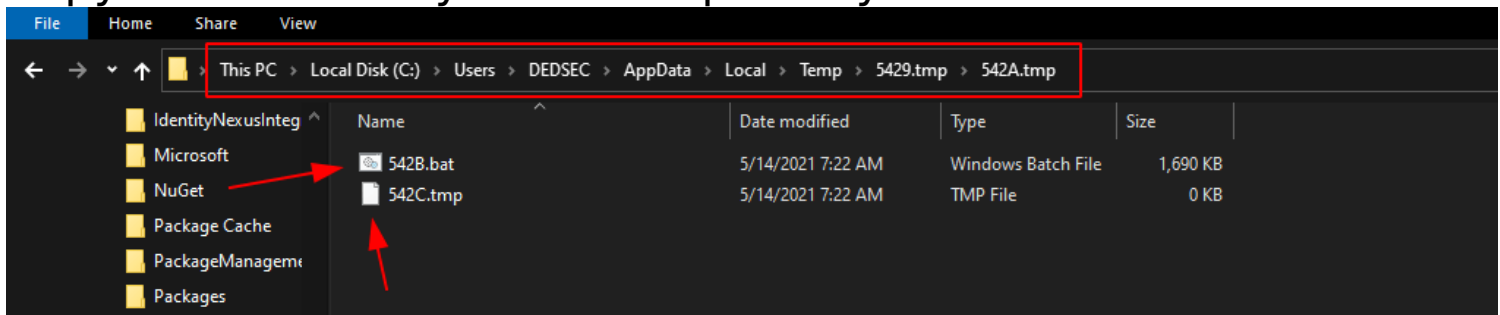 File Home Share View
This PC > Local Disk (C:) > Users > DEDSEC > AppData > Local > Temp > 5429.tmp > 542A.tmp
IdentityNexusInteg Name Date modified Type Size
Microsoft 542B.bat 5/14/2021 7:22 AM Windows Batch File 1,690 KB
NuGet 542C.tmp 5/14/2021 7:22 AM TMP File 0 KB
Package Cache
PackageManageme
Packages